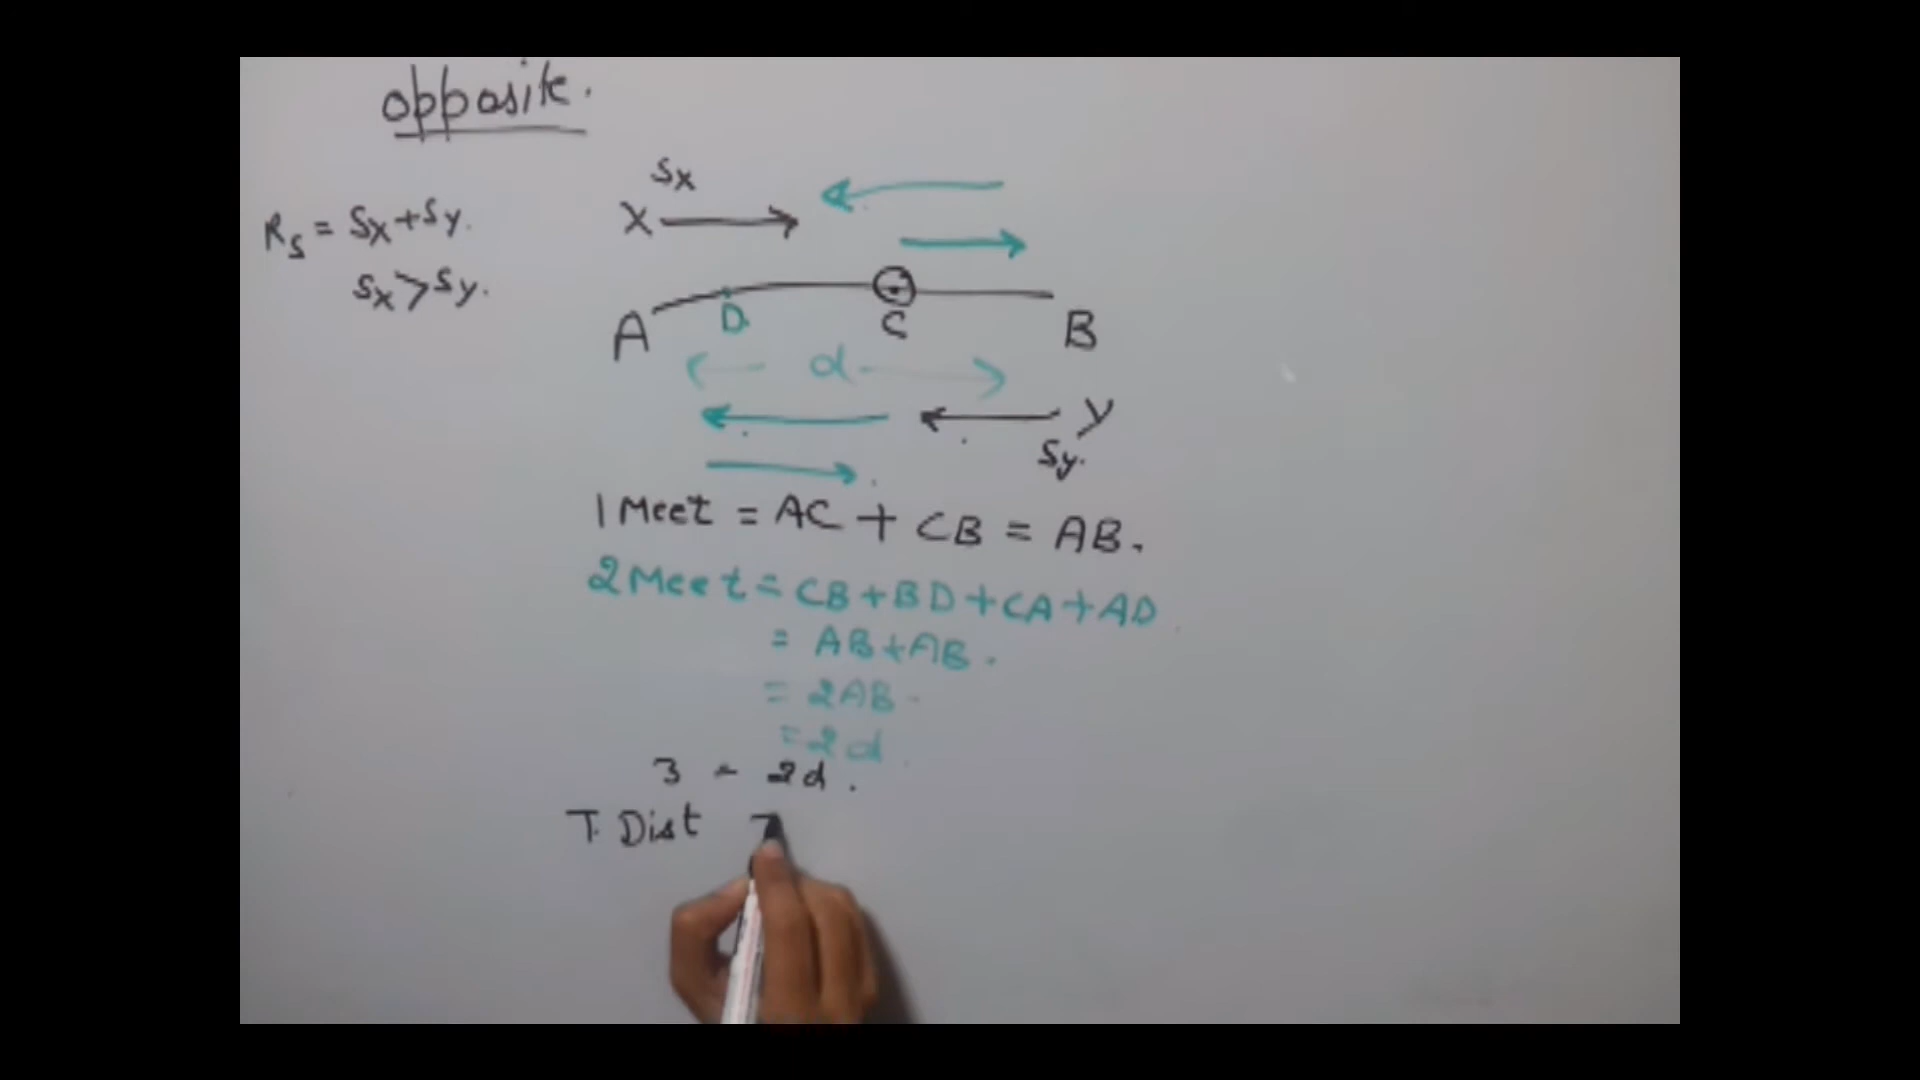 opposite.
Sx
Rs = Sx+Sy.
X
Sx>Sy.
A D C B
d
Y
Sy.
1 Meet = AC + CB = AB.
2 Meet = CB+BD+CA+AD
= AB+AB.
= 2AB
= 2d
3 - 2d.
T. Dist